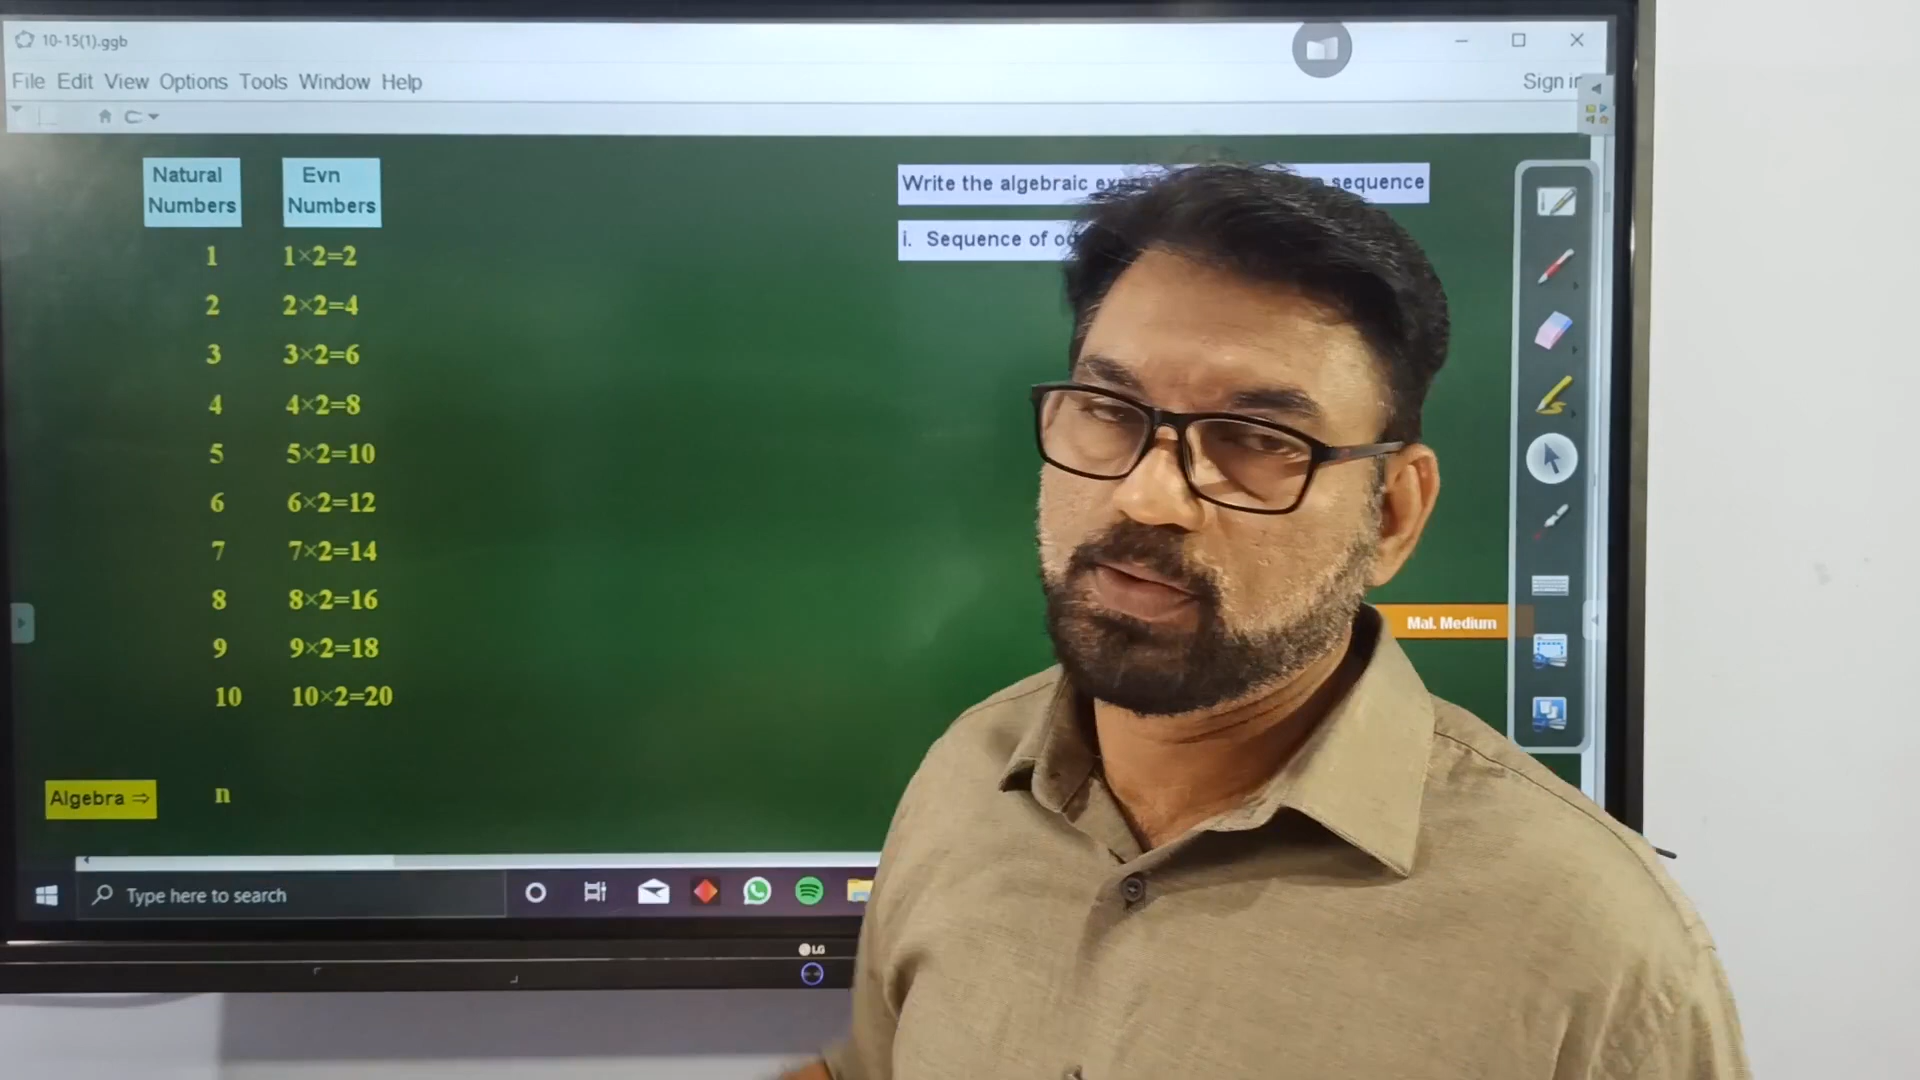 10-15(1).ggb
File Edit View Options Tools Window Help
Sign in
Natural
Numbers
Evn
Numbers
1 1×2=2
2 2×2=4
3 3×2=6
4 4×2=8
5 5×2=10
6 6×2=12
7 7×2=14
8 8×2=16
9 9×2=18
10 10×2=20
Algebra ⇒ n
Write the algebraic sequence
i. Sequence of
Mal. Medium
Type here to search
LG